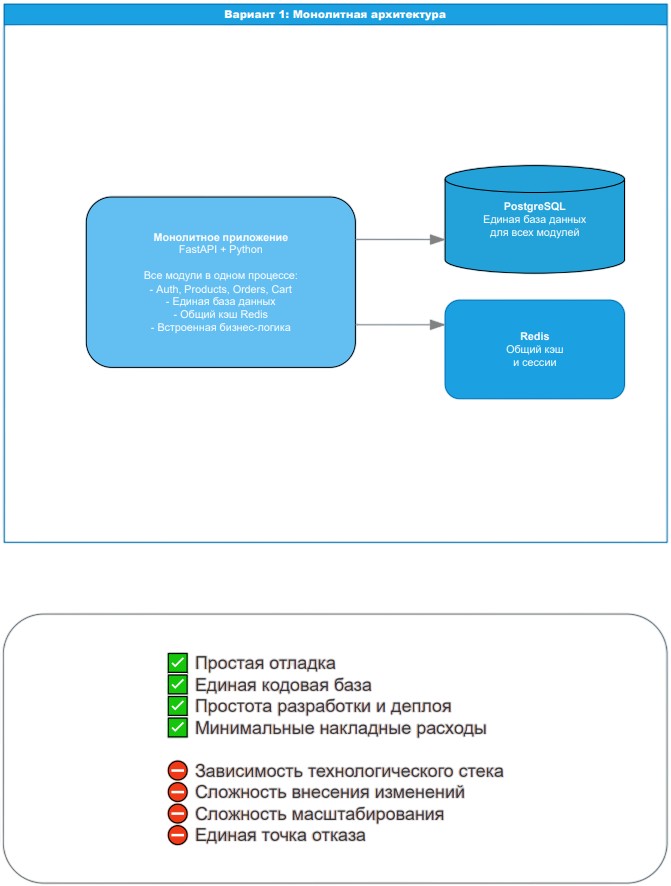 Вариант 1: Монолитная архитектура
Монолитное приложение
FastAPI + Python
Все модули в одном процессе:
- Auth, Products, Orders, Cart
- Единая база данных
- Общий кэш Redis
- Встроенная бизнес-логика
PostgreSQL
Единая база данных
для всех модулей
Redis
Общий кэш
и сессии
Простая отладка
Единая кодовая база
Простота разработки и деплоя
Минимальные накладные расходы
Зависимость технологического стека
Сложность внесения изменений
Сложность масштабирования
Единая точка отказа